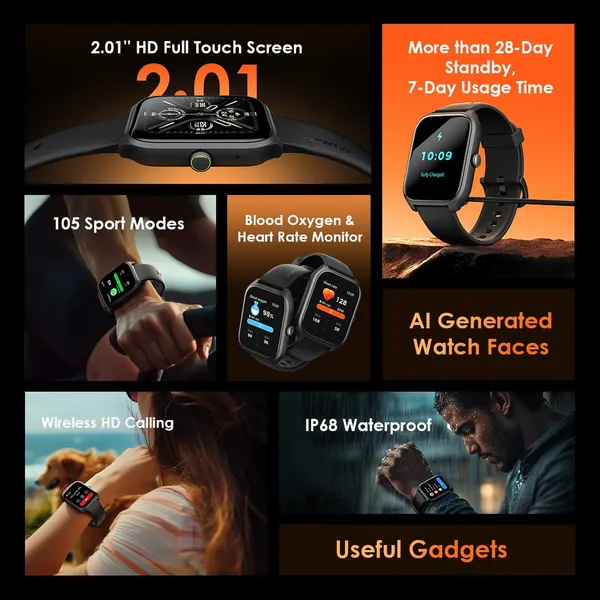 2.01'' HD Full Touch Screen
2.01
More than 28-Day
Standby,
7-Day Usage Time
10:09
Fully Charged
105 Sport Modes
Blood Oxygen &
Heart Rate Monitor
98%
128
AI Generated
Watch Faces
Wireless HD Calling
IP68 Waterproof
Useful Gadgets